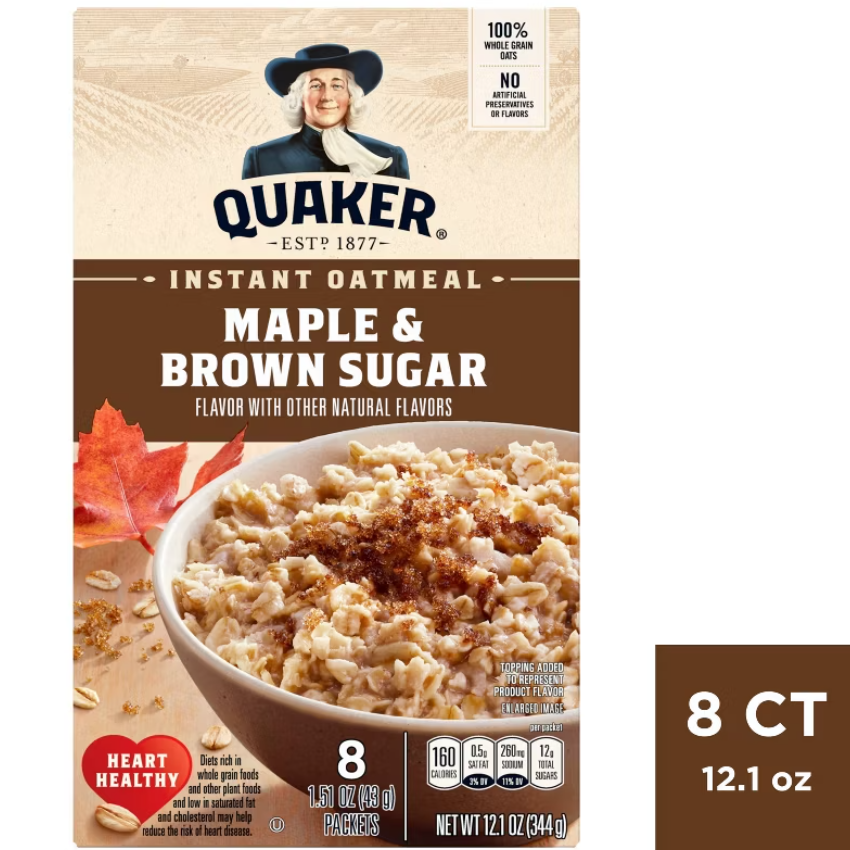 100%
WHOLE GRAIN
OATS
NO
ARTIFICIAL
PRESERVATIVES
OR FLAVORS
QUAKER®
-ESTD 1877-
INSTANT OATMEAL
MAPLE &
BROWN SUGAR
FLAVOR WITH OTHER NATURAL FLAVORS
TOPPING ADDED
TO REPRESENT
PRODUCT FLAVOR
ENLARGED IMAGE
HEART
HEALTHY
Diets rich in
whole grain foods
and other plant foods
and low in saturated fat
and cholesterol may help
reduce the risk of heart disease.
U
8
1.51 OZ (43 g)
PACKETS
per packet
160
CALORIES
0.5g
SAT FAT
3% DV
260mg
SODIUM
11% DV
12g
TOTAL
SUGARS
NET WT 12.1 OZ (344 g)
8 CT
12.1 oz